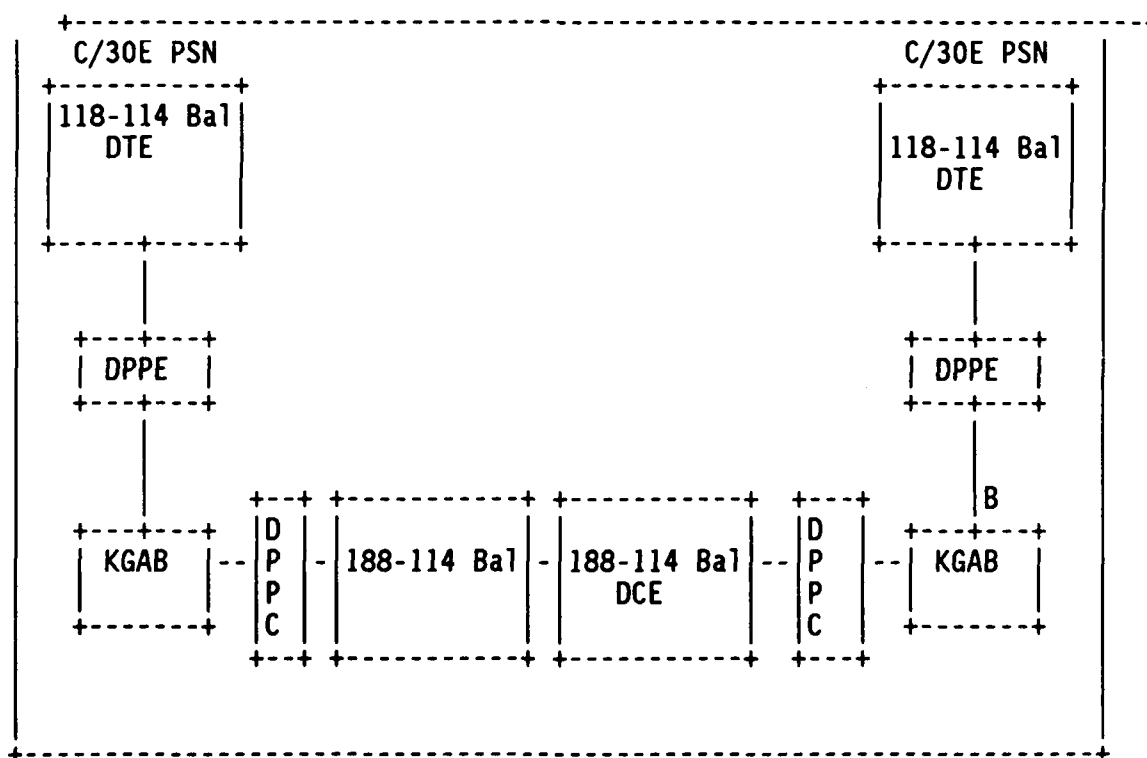 C/30E PSN C/30E PSN
118-114 Bal
DTE
118-114 Bal
DTE
DPPE DPPE
B
KGAB D P P C 188-114 Bal 188-114 Bal D P P C KGAB
DCE